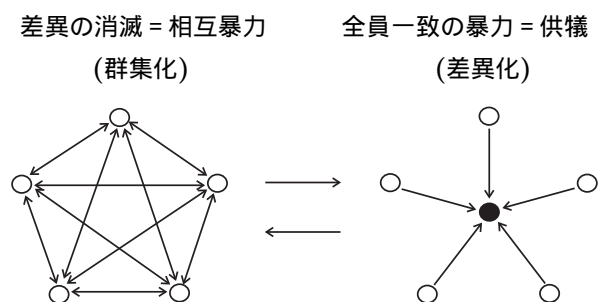 差異の消滅 = 相互暴力
(群集化)
全員一致の暴力 = 供犠
(差異化)